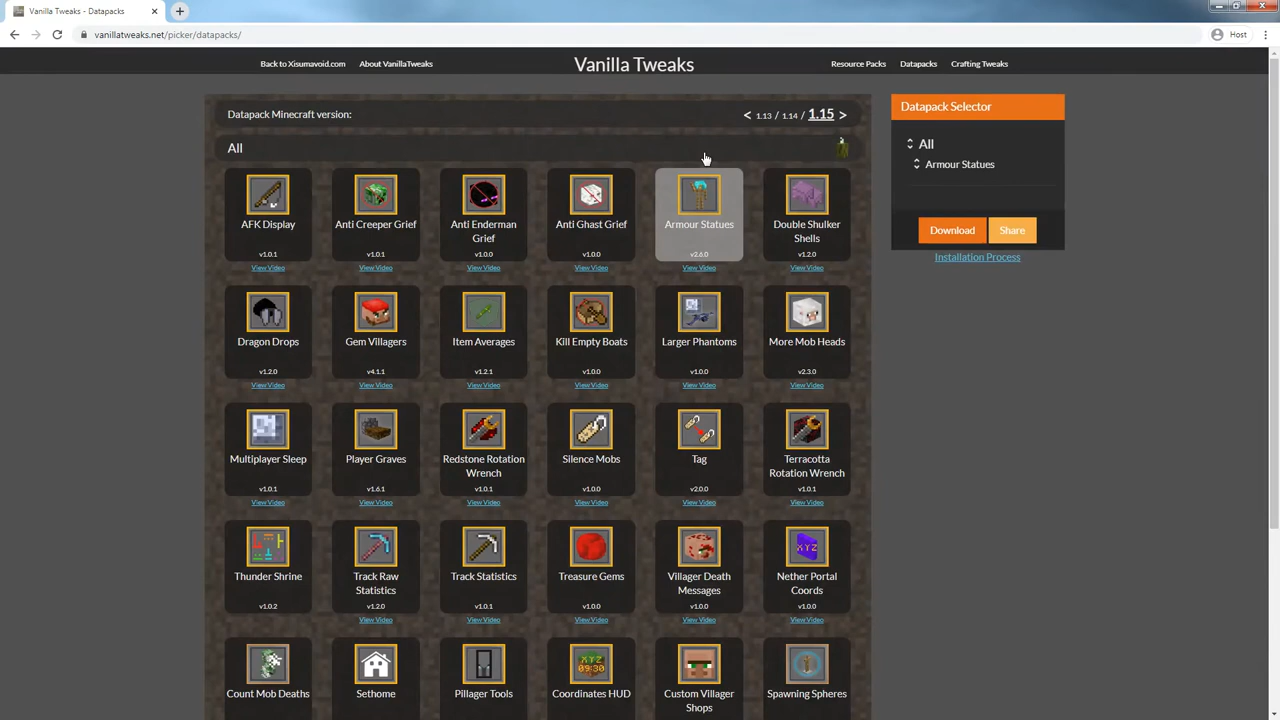 Vanilla Tweaks - Datapacks
vanillatweaks.net/picker/datapacks/
Host
Back to Xisumavoid.com
About VanillaTweaks
Vanilla Tweaks
Resource Packs
Datapacks
Crafting Tweaks
Datapack Minecraft version:
< 1.13 / 1.14 / 1.15 >
All
AFK Display
v1.0.1
View Video
Anti Creeper Grief
v1.0.1
View Video
Anti Enderman
Grief
v1.0.0
View Video
Anti Ghast Grief
v1.0.0
View Video
Armour Statues
v2.6.0
View Video
Double Shulker
Shells
v1.2.0
View Video
Dragon Drops
v1.2.0
View Video
Gem Villagers
v4.1.1
View Video
Item Averages
v1.2.1
View Video
Kill Empty Boats
v1.0.0
View Video
Larger Phantoms
v1.0.0
View Video
More Mob Heads
v2.3.0
View Video
Multiplayer Sleep
v1.0.1
View Video
Player Graves
v1.6.1
View Video
Redstone Rotation
Wrench
v1.0.1
View Video
Silence Mobs
v1.0.0
View Video
Tag
v2.0.0
View Video
Terracotta
Rotation Wrench
v1.0.1
View Video
Thunder Shrine
v1.0.2
View Video
Track Raw
Statistics
v1.2.0
View Video
Track Statistics
v1.0.1
View Video
Treasure Gems
v1.0.0
View Video
Villager Death
Messages
v1.0.0
View Video
XYZ
Nether Portal
Coords
v1.0.0
View Video
Count Mob Deaths
Sethome
Pillager Tools
XYZ
09:30
Coordinates HUD
Custom Villager
Shops
Spawning Spheres
Datapack Selector
All
Armour Statues
Download
Share
Installation Process